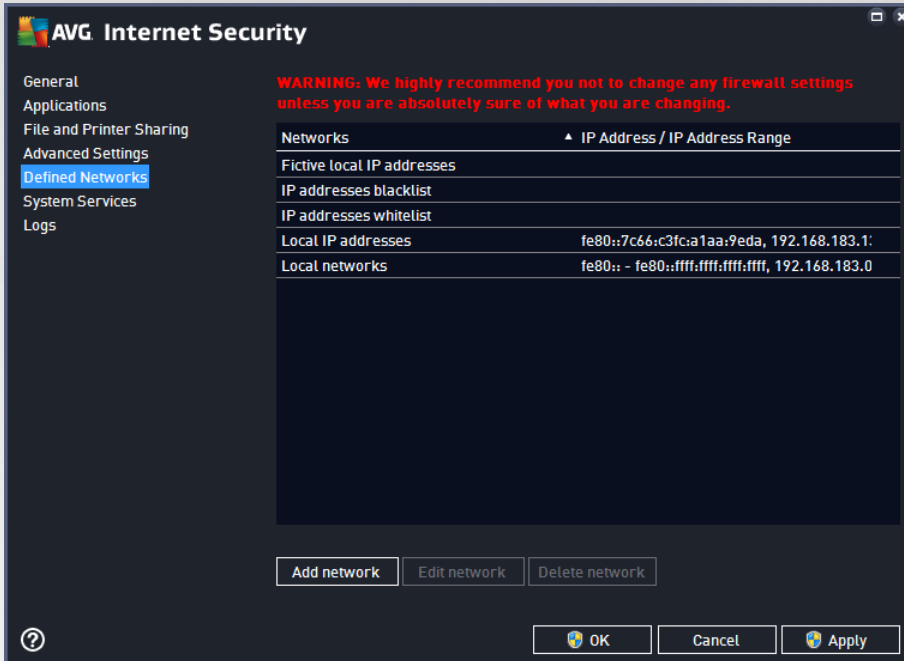 AVG Internet Security
General
Applications
File and Printer Sharing
Advanced Settings
Defined Networks
System Services
Logs
WARNING: We highly recommend you not to change any firewall settings
unless you are absolutely sure of what you are changing.
Networks IP Address / IP Address Range
Fictive local IP addresses
IP addresses blacklist
IP addresses whitelist
Local IP addresses fe80::7c66:c3fc:a1aa:9eda, 192.168.183.1
Local networks fe80:: - fe80::ffff:ffff:ffff:ffff, 192.168.183.0
Add network Edit network Delete network
? OK Cancel Apply